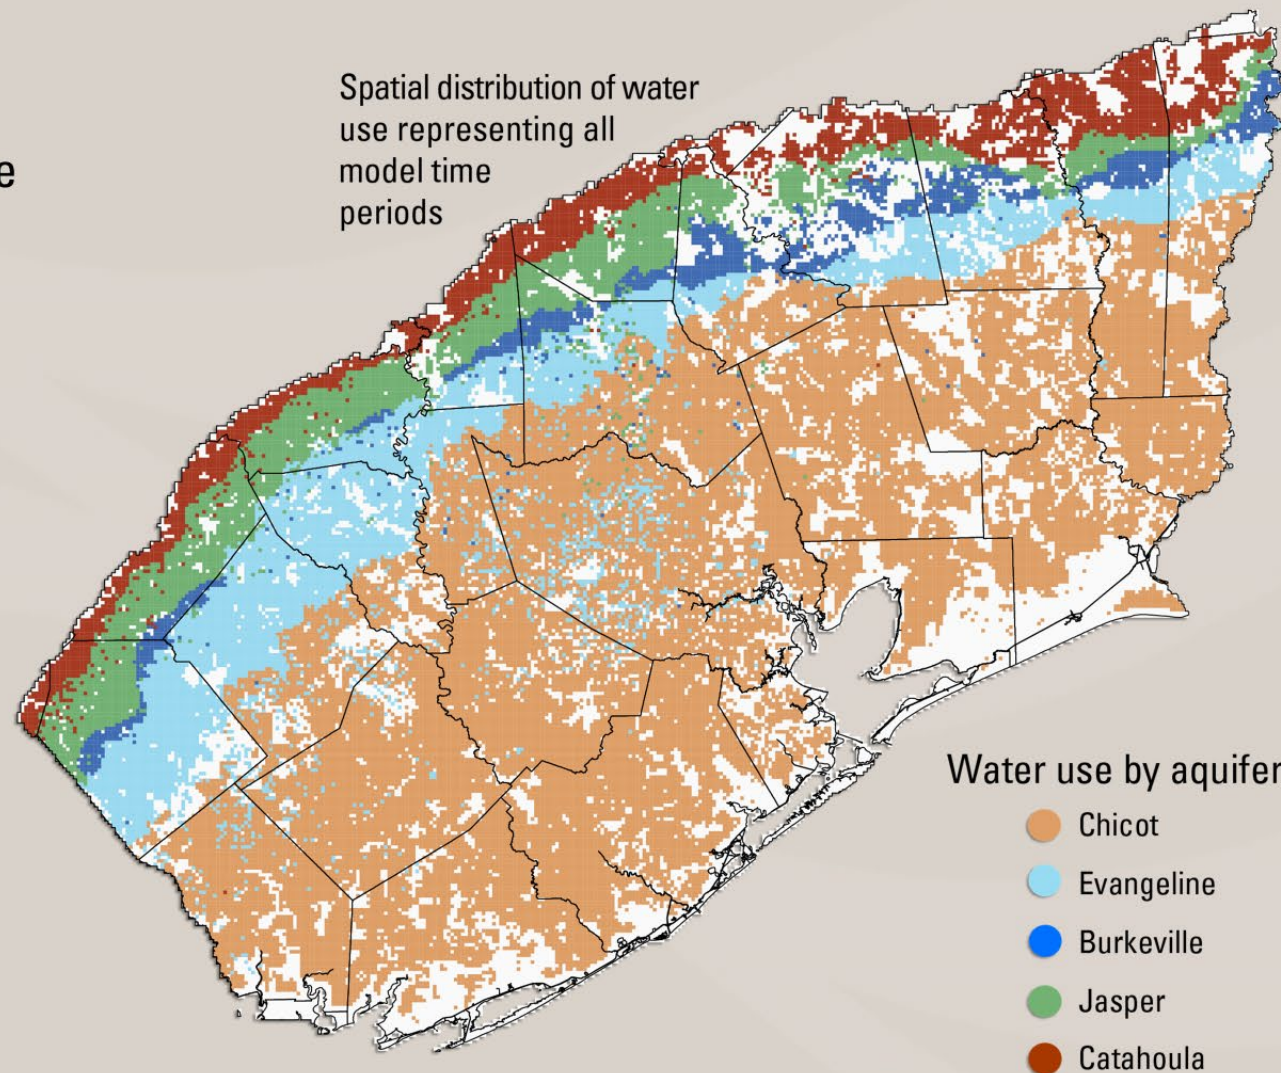 e
Spatial distribution of water
use representing all
model time
periods
Water use by aquifer
Chicot
Evangeline
Burkeville
Jasper
Catahoula